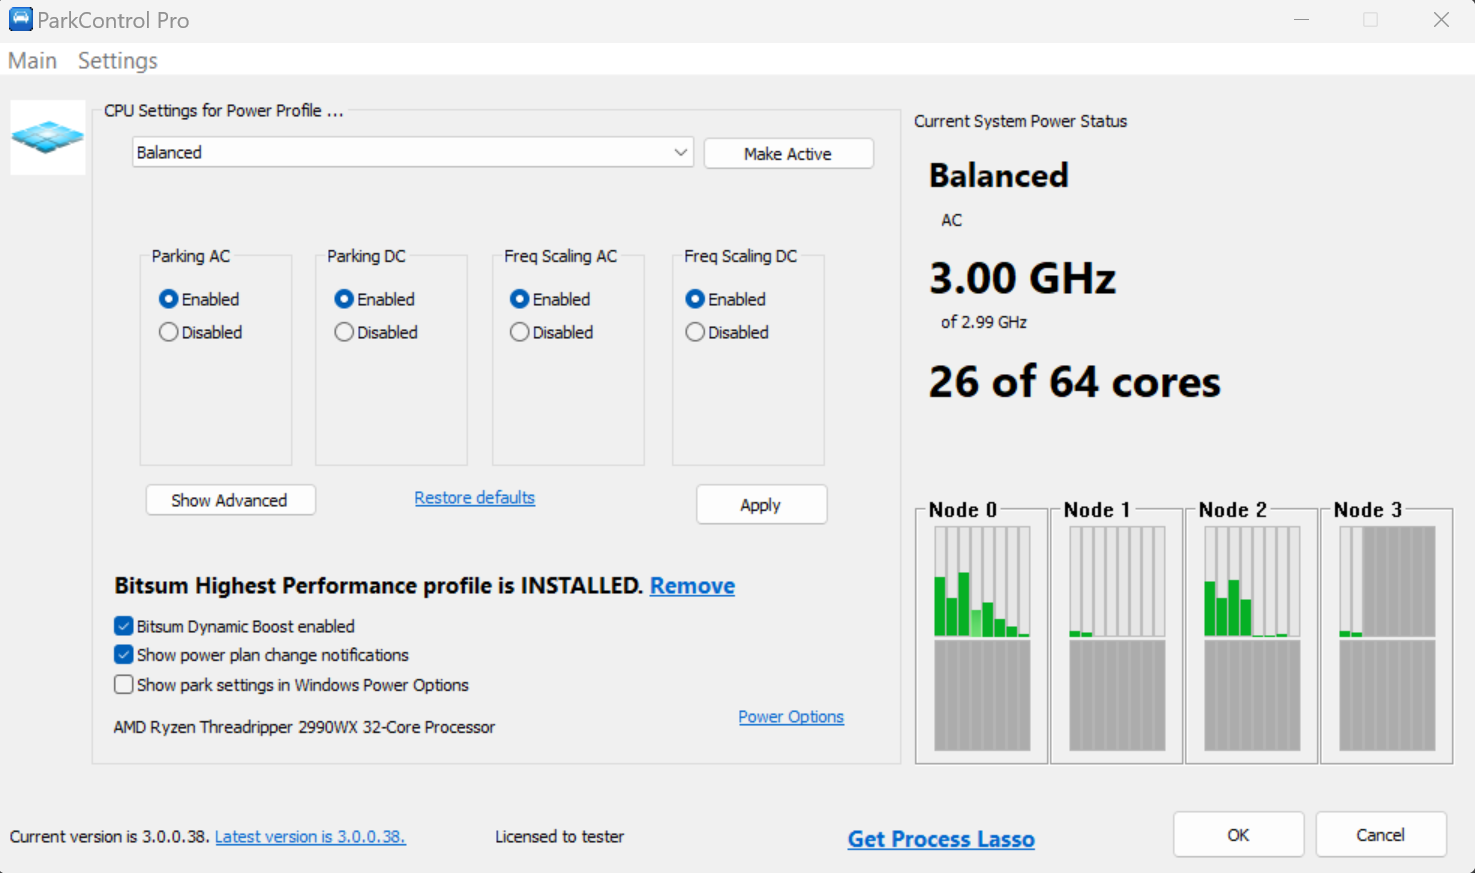 ParkControl Pro
Main Settings
CPU Settings for Power Profile ...
Balanced
Make Active
Parking AC
Enabled
Disabled
Parking DC
Enabled
Disabled
Freq Scaling AC
Enabled
Disabled
Freq Scaling DC
Enabled
Disabled
Show Advanced
Restore defaults
Apply
Bitsum Highest Performance profile is INSTALLED. Remove
Bitsum Dynamic Boost enabled
Show power plan change notifications
Show park settings in Windows Power Options
AMD Ryzen Threadripper 2990WX 32-Core Processor
Power Options
Current System Power Status
Balanced
AC
3.00 GHz
of 2.99 GHz
26 of 64 cores
Node 0
Node 1
Node 2
Node 3
Current version is 3.0.0.38. Latest version is 3.0.0.38.
Licensed to tester
Get Process Lasso
OK
Cancel